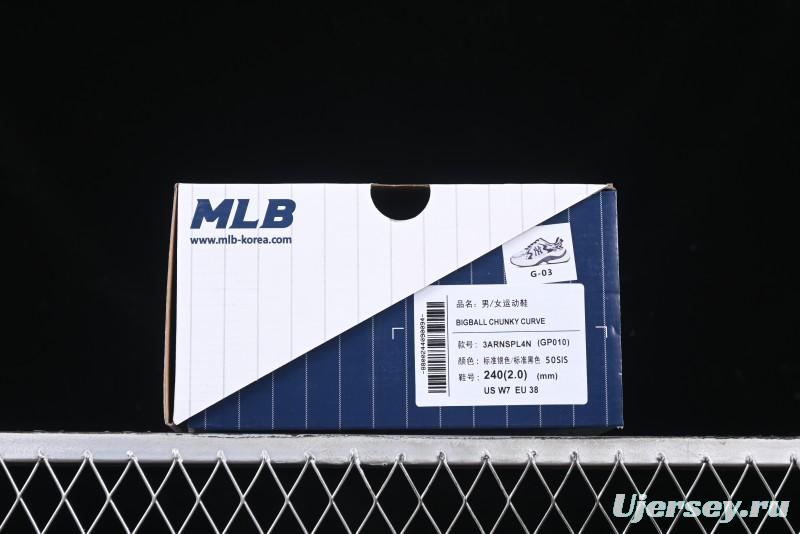 MLB
www.mlb-korea.com
G-03
品名：男/女运动鞋
BIGBALL CHUNKY CURVE
款号：3ARNSPL4N (GP010)
颜色：标准银色/标准黑色 50SIS
鞋号：240(2.0) (mm)
US W7 EU 38
Ujersey.ru